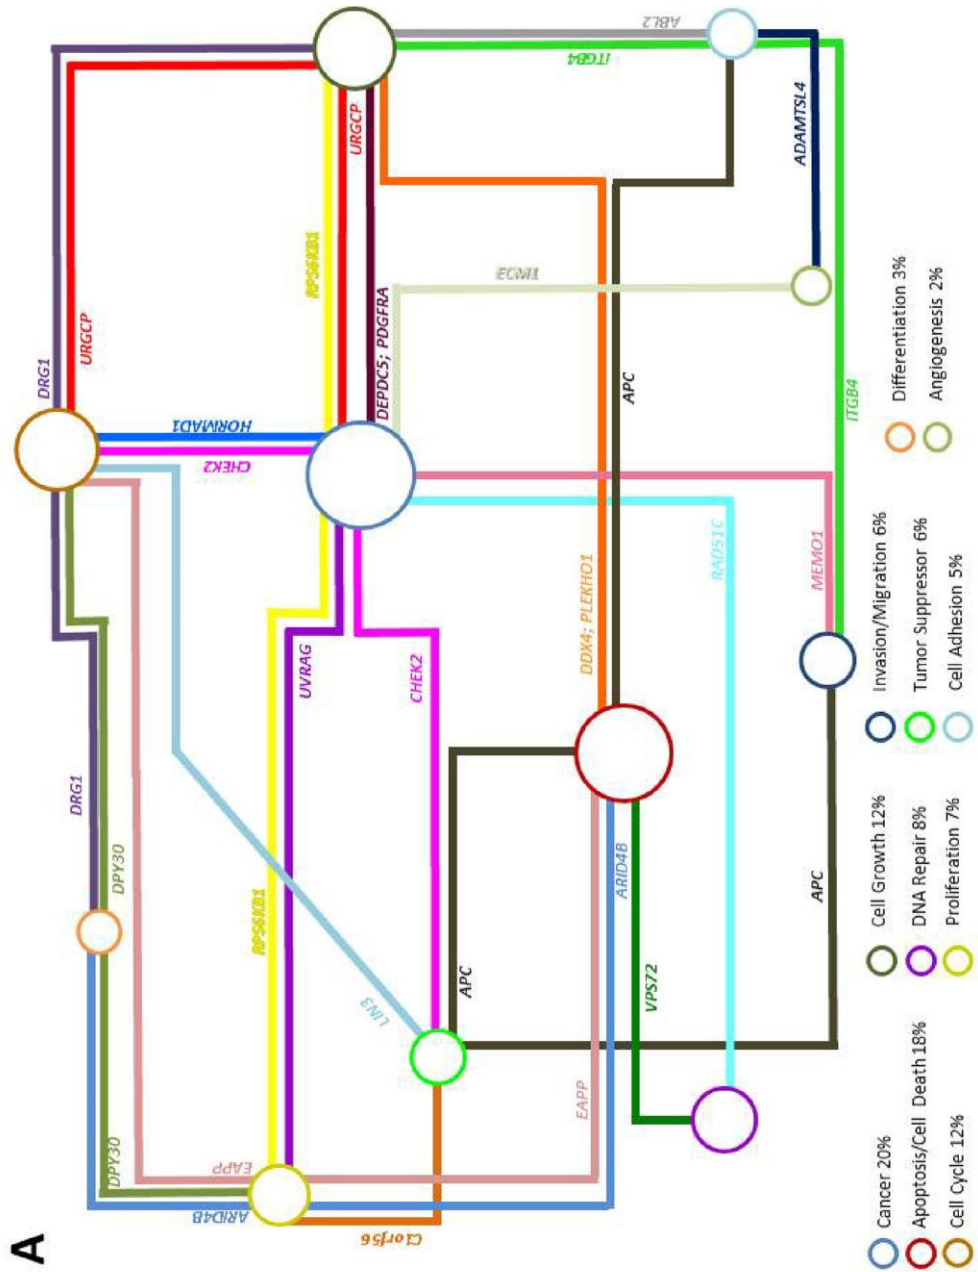 A
DRG1
DRG1
URGCP
DPY30
DPY30
ARID4B
EAPP
HORMAD1
CHEK2
RPS6KB1
UVRAG
RPS6KB1
URGCP
LIN3
DEPDC5; PDGFRA
C1orf56
CHEK2
APC
ECM1
EAPP
DDX4; PLEKHO1
ITGB4
ARID4B
APC
VPS72
ABL2
RAD51C
ADAMTSL4
APC
MEMO1
ITGB4
Cancer 20%
Cell Growth 12%
Invasion/Migration 6%
Differentiation 3%
Apoptosis/Cell Death 18%
DNA Repair 8%
Tumor Suppressor 6%
Angiogenesis 2%
Cell Cycle 12%
Proliferation 7%
Cell Adhesion 5%